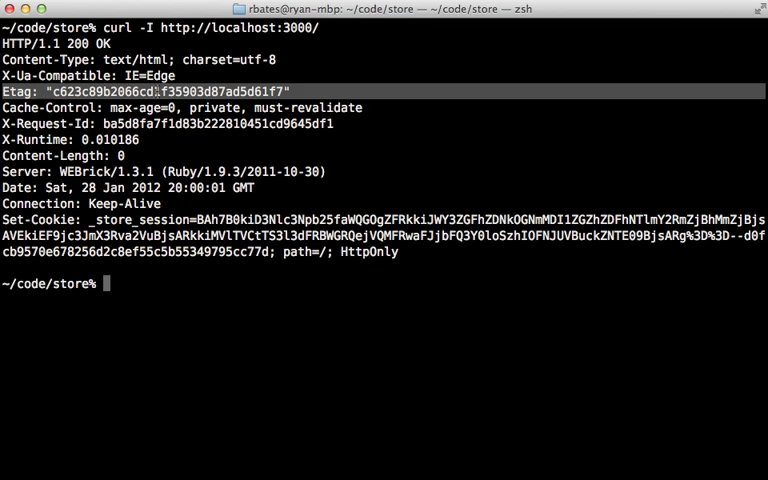 rbates@ryan-mbp: ~/code/store — ~/code/store — zsh
~/code/store% curl -I http://localhost:3000/
HTTP/1.1 200 OK
Content-Type: text/html; charset=utf-8
X-Ua-Compatible: IE=Edge
Etag: "c623c89b2066cd1f35903d87ad5d61f7"
Cache-Control: max-age=0, private, must-revalidate
X-Request-Id: ba5d8fa7f1d83b222810451cd9645df1
X-Runtime: 0.010186
Content-Length: 0
Server: WEBrick/1.3.1 (Ruby/1.9.3/2011-10-30)
Date: Sat, 28 Jan 2012 20:00:01 GMT
Connection: Keep-Alive
Set-Cookie: _store_session=BAh7B0kiD3Nlc3Npb25faWQGOgZFRkkiJWY3ZGFhZDNkOGNmMDI1ZGZhZDFhNTlmY2RmZjBhMmZjBjs
AVEkiEF9jc3JmX3Rva2VuBjsARkkiMVlTVCtTS3l3dFRBWGRQejVQMFRwaFJjbFQ3Y0loSzhIOFNJUVBuckZNTE09BjsARg%3D%3D--d0f
cb9570e678256d2c8ef55c5b55349795cc77d; path=/; HttpOnly
~/code/store%